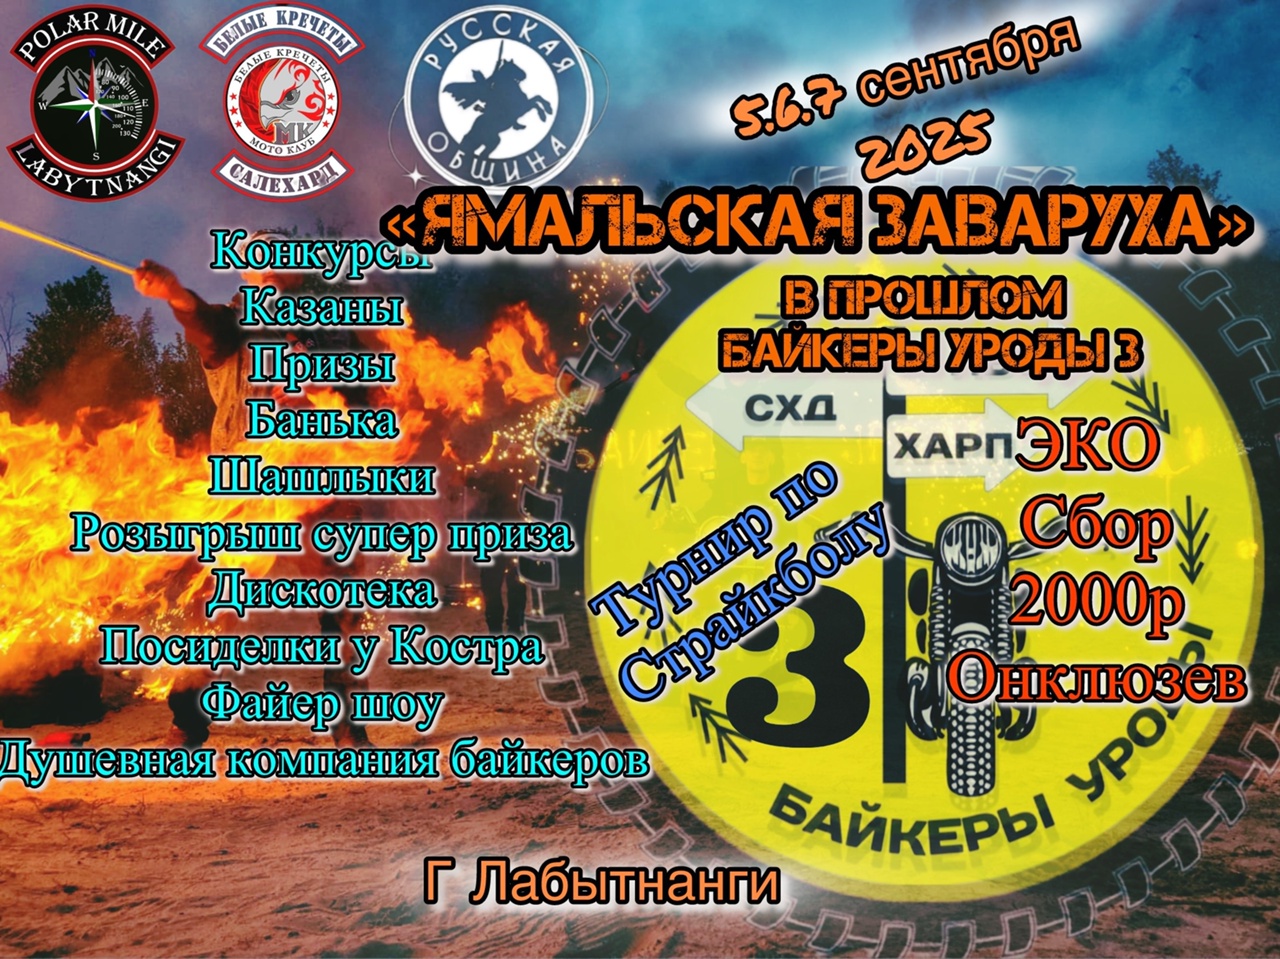 POLAR MILE
N
W
E
S
LABYTNANGI
БЕЛЫЕ КРЕЧЕТЫ
БЕЛЫЕ КРЕЧЕТЫ
МК
МОТО КЛУБ
САЛЕХАРД
РУССКАЯ
ОБЩИНА
5.6.7 сентября
2025
«ЯМАЛЬСКАЯ ЗАВАРУХА»
В ПРОШЛОМ
БАЙКЕРЫ УРОДЫ 3
Конкурсы
Казаны
Призы
Банька
Шашлыки
Розыгрыш супер приза
Дискотека
Посиделки у Костра
Файер шоу
Душевная компания байкеров
СХД
ХАРП
Турнир по
Страйкболу
3
ЭКО
Сбор
2000р
Онклюзев
БАЙКЕРЫ УРОДЫ
Г Лабытнанги